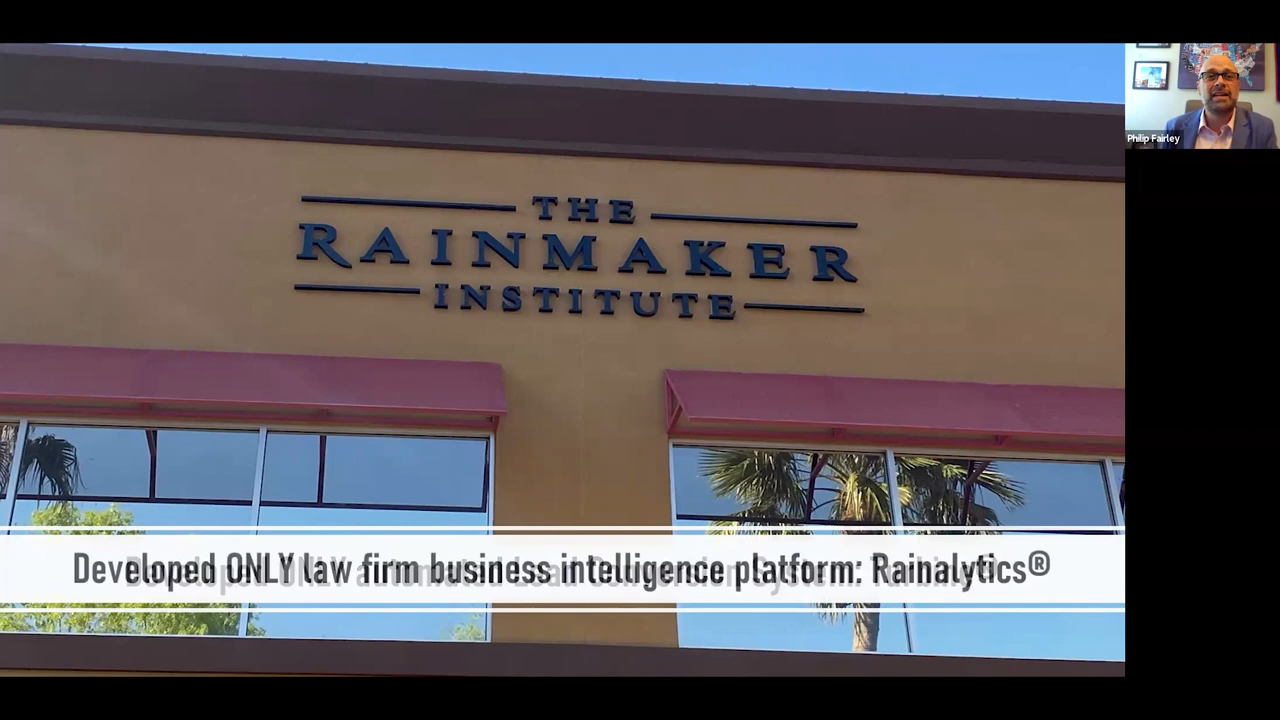 THE
RAINMAKER
INSTITUTE
Philip Fairley
Developed ONLY law firm business intelligence platform: Rainalytics®